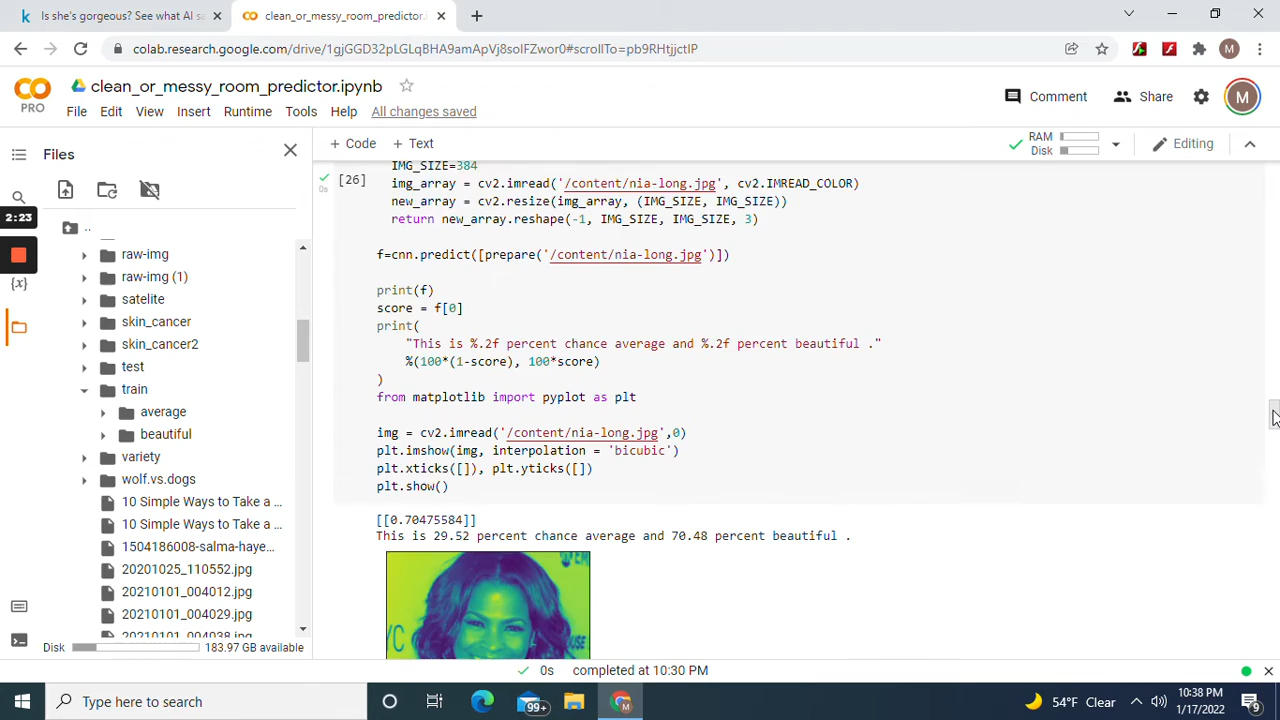 Is she's gorgeous? See what AI sa
clean_or_messy_room_predictor.i
colab.research.google.com/drive/1gjGGD32pLGLqBHA9amApVj8soIFZwor0#scrollTo=pb9RHtjjctIP
M
CO
PRO
clean_or_messy_room_predictor.ipynb
File Edit View Insert Runtime Tools Help All changes saved
Comment
Share
M
Files
+ Code + Text
RAM
Disk
Editing
2:23
{x}
..
raw-img
raw-img (1)
satelite
skin_cancer
skin_cancer2
test
train
average
beautiful
variety
wolf.vs.dogs
10 Simple Ways to Take a ...
10 Simple Ways to Take a ...
1504186008-salma-haye...
20201025_110552.jpg
20210101_004012.jpg
20210101_004029.jpg
20210101_004038.jpg
Disk 183.97 GB available
[26]
0s
IMG_SIZE=384
img_array = cv2.imread('/content/nia-long.jpg', cv2.IMREAD_COLOR)
new_array = cv2.resize(img_array, (IMG_SIZE, IMG_SIZE))
return new_array.reshape(-1, IMG_SIZE, IMG_SIZE, 3)
f=cnn.predict([prepare('/content/nia-long.jpg')])
print(f)
score = f[0]
print(
"This is %.2f percent chance average and %.2f percent beautiful ."
%(100*(1-score), 100*score)
)
from matplotlib import pyplot as plt
img = cv2.imread('/content/nia-long.jpg',0)
plt.imshow(img, interpolation = 'bicubic')
plt.xticks([]), plt.yticks([])
plt.show()
[[0.70475584]]
This is 29.52 percent chance average and 70.48 percent beautiful .
YC
0s completed at 10:30 PM
Type here to search
99+
54°F Clear
10:38 PM
1/17/2022
9